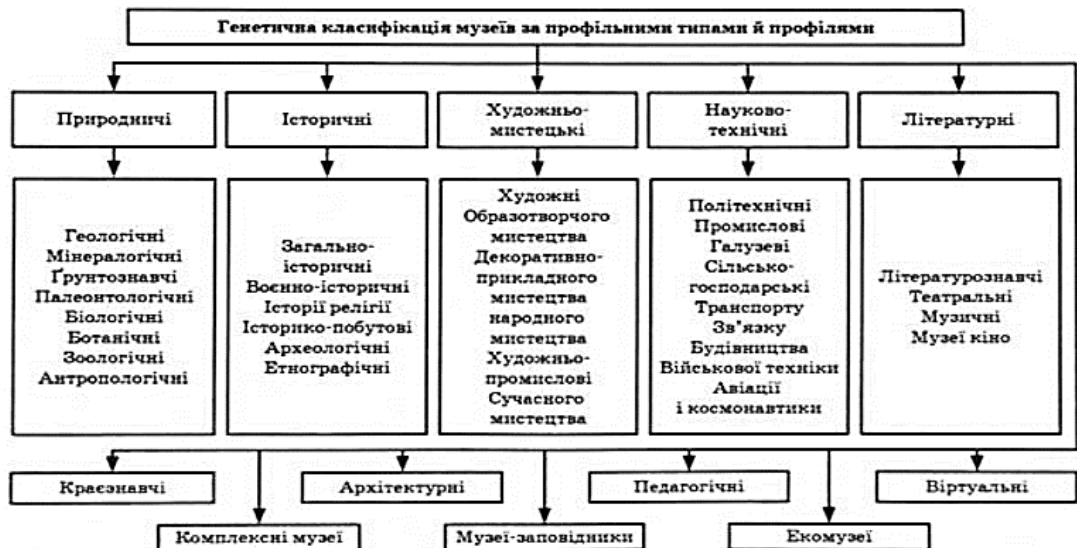 Генетична класифікація музеїв за профільними типами й профілями
Природничі
Історичні
Художньо-
мистецькі
Науково-
технічні
Літературні
Геологічні
Мінералогічні
Ґрунтознавчі
Палеонтологічні
Біологічні
Ботанічні
Зоологічні
Антропологічні
Загально-
історичні
Воєнно-історичні
Історії релігії
Історико-побутові
Археологічні
Етнографічні
Художні
Образотворчого
мистецтва
Декоративно-
прикладного
мистецтва
народного
мистецтва
Художньо-
промислові
Сучасного
мистецтва
Політехнічні
Промислові
Галузеві
Сільсько-
господарські
Транспорту
Зв’язку
Будівництва
Військової техніки
Авіації
і космонавтики
Літературознавчі
Театральні
Музичні
Музеї кіно
Краєзнавчі
Архітектурні
Педагогічні
Віртуальні
Комплексні музеї
Музеї-заповідники
Екомузеї